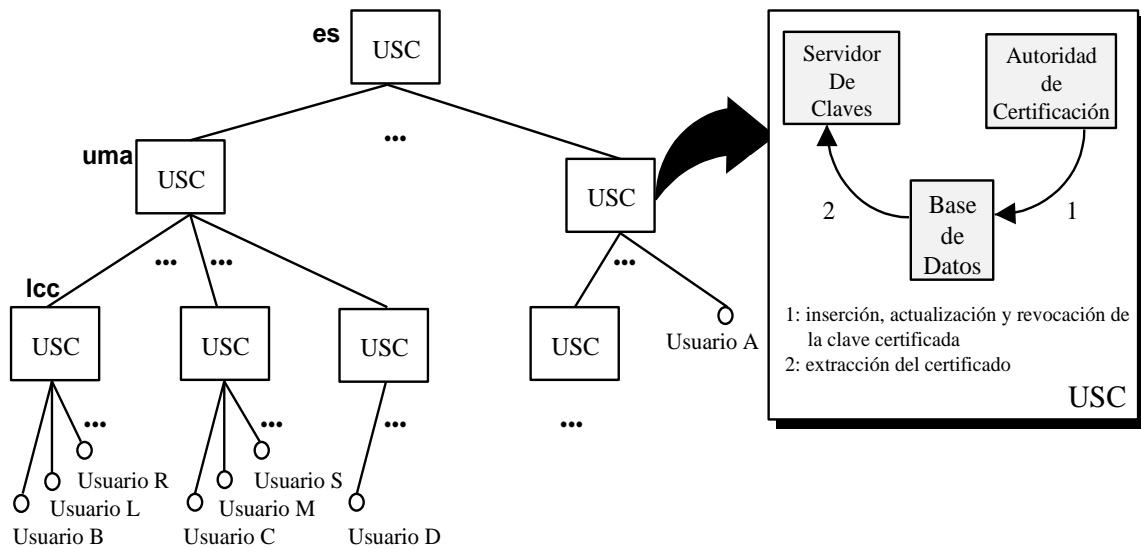 es
USC
...
uma
USC
USC
... ...
...
lcc
USC
USC
USC
USC
Usuario A
...
...
...
...
Usuario R
Usuario S
Usuario L
Usuario M
Usuario B
Usuario C
Usuario D
Servidor
De
Claves
Autoridad
de
Certificación
2
Base
de
Datos
1
1: inserción, actualización y revocación de
la clave certificada
2: extracción del certificado
USC